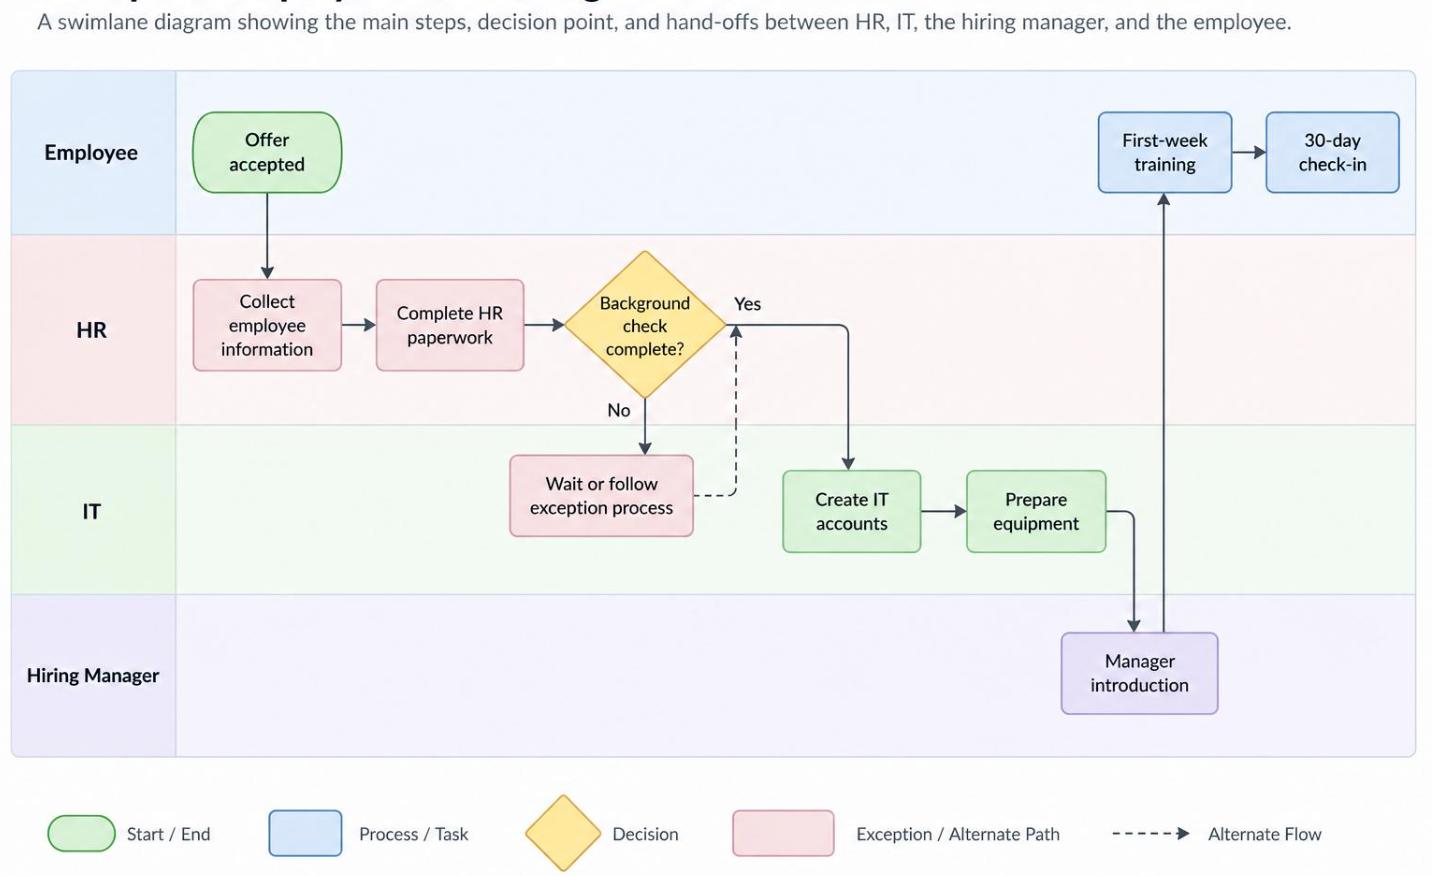 A swimlane diagram showing the main steps, decision point, and hand-offs between HR, IT, the hiring manager, and the employee.
Employee
Offer
accepted
First-week
training
30-day
check-in
HR
Collect
employee
information
Complete HR
paperwork
Background
check
complete?
Yes
No
IT
Wait or follow
exception process
Create IT
accounts
Prepare
equipment
Hiring Manager
Manager
introduction
Start / End
Process / Task
Decision
Exception / Alternate Path
Alternate Flow